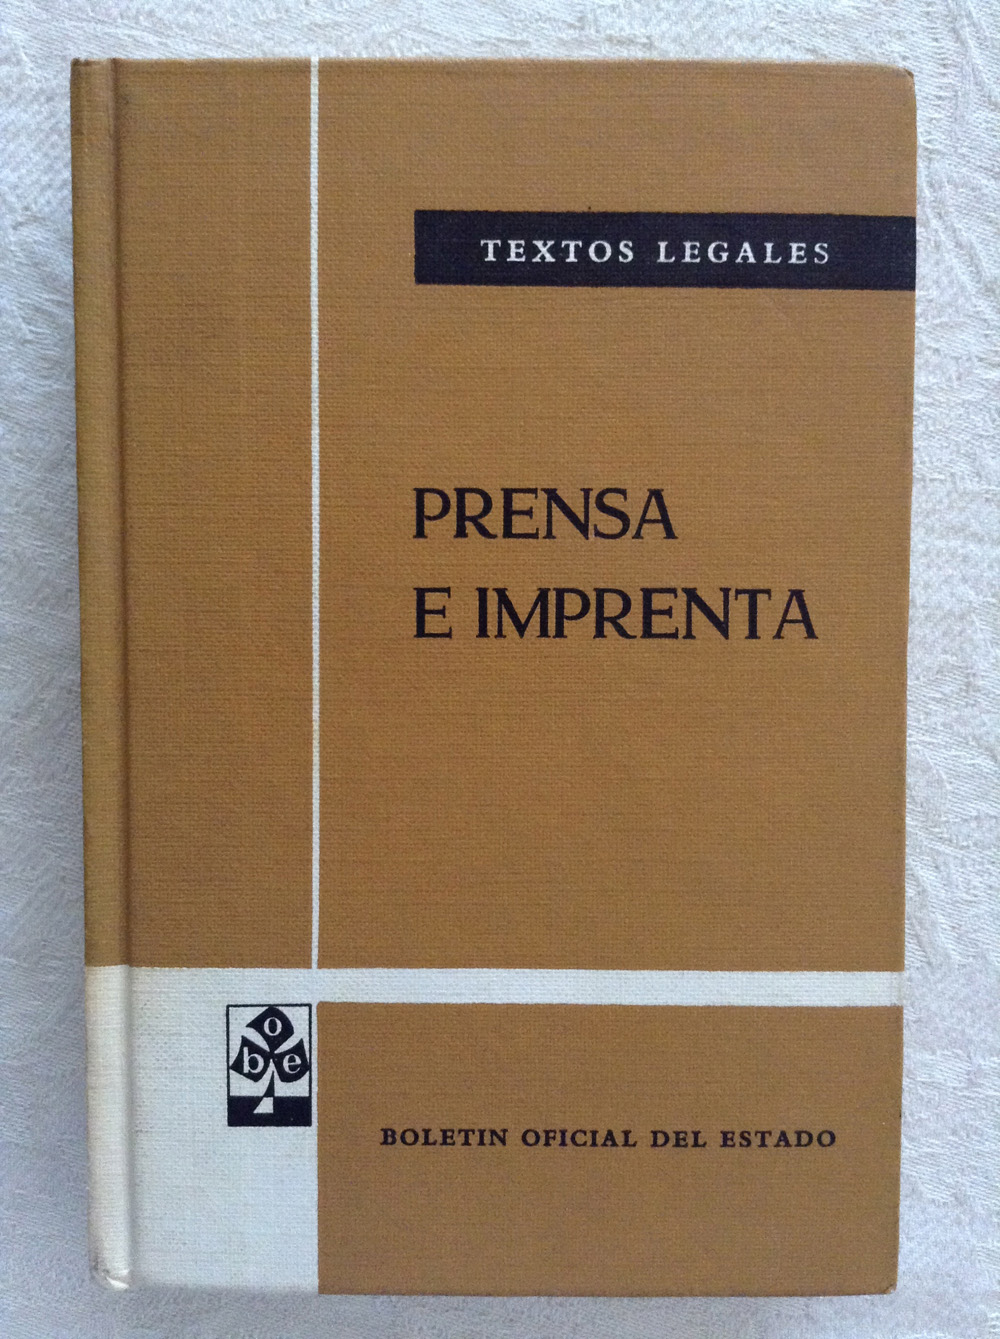 TEXTOS LEGALES
PRENSA
E IMPRENTA
o
b e
BOLETIN OFICIAL DEL ESTADO